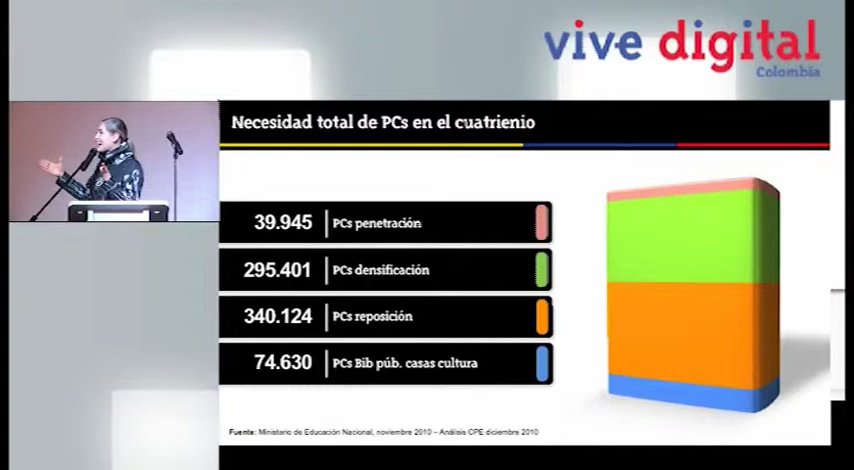 vive digital
Colombia
Necesidad total de PCs en el cuatrienio
39.945 PCs penetración
295.401 PCs densificación
340.124 PCs reposición
74.630 PCs Bib púb. casas cultura
Fuente: Ministerio de Educación Nacional, noviembre 2010 – Análisis CPE diciembre 2010